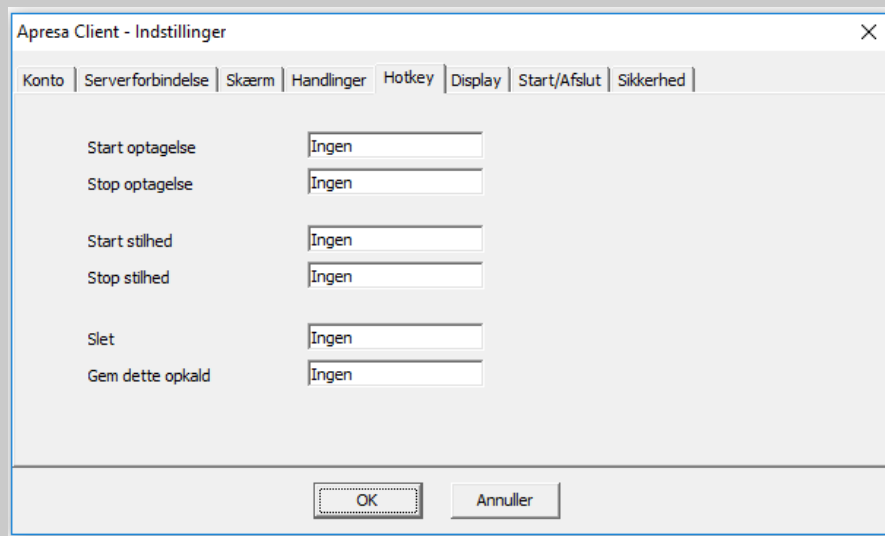 Apresa Client - Indstillinger
Konto Serverforbindelse Skærm Handlinger Hotkey Display Start/Afslut Sikkerhed
Start optagelse Ingen
Stop optagelse Ingen
Start stilhed Ingen
Stop stilhed Ingen
Slet Ingen
Gem dette opkald Ingen
OK Annuller